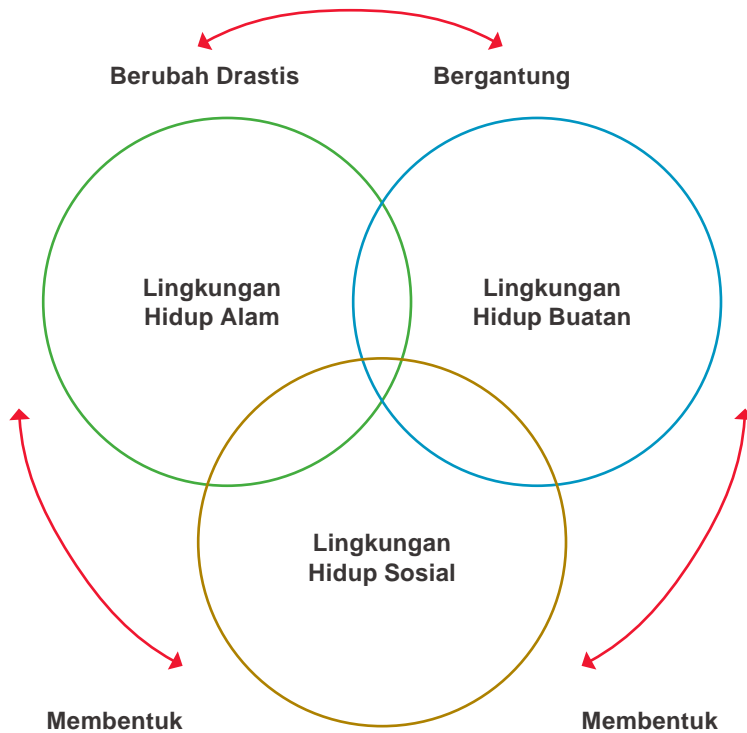 Berubah Drastis
Bergantung
Lingkungan
Hidup Alam
Lingkungan
Hidup Buatan
Lingkungan
Hidup Sosial
Membentuk
Membentuk